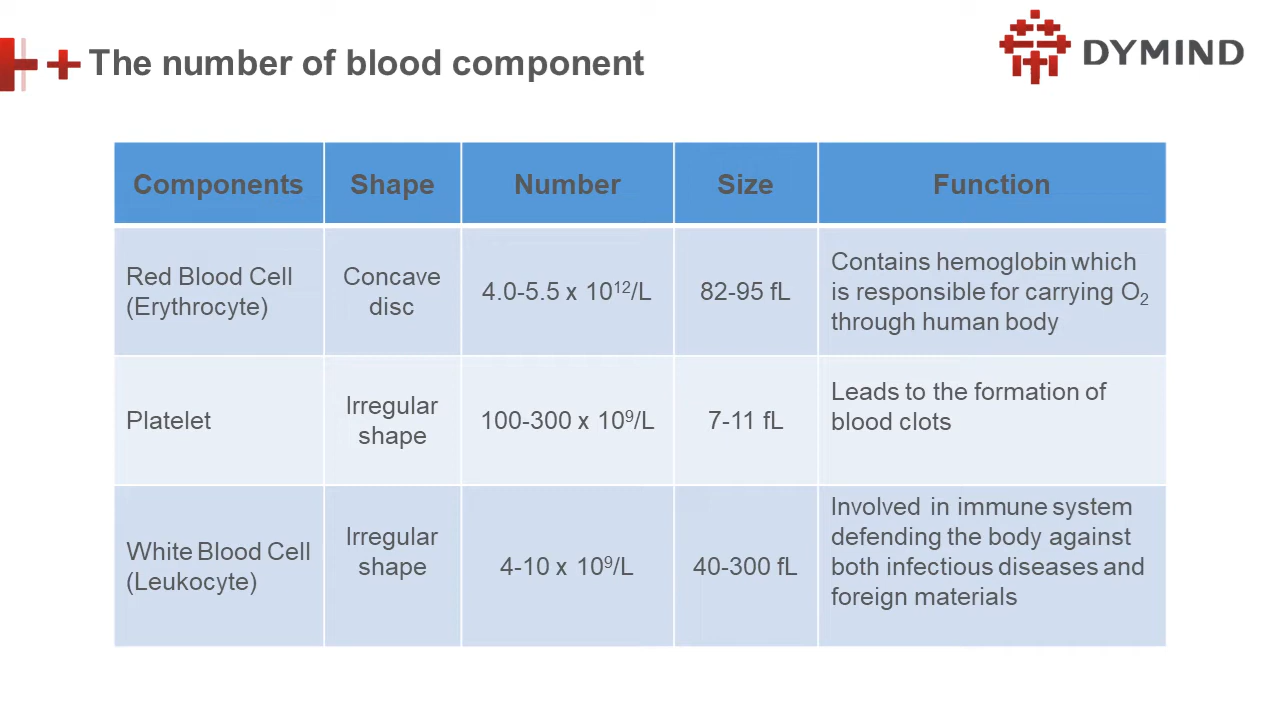 The number of blood component
DYMIND
Components Shape Number Size Function
Red Blood Cell
(Erythrocyte)
Concave
disc
4.0-5.5 x 10¹²/L
82-95 fL
Contains hemoglobin which
is responsible for carrying O₂
through human body
Platelet
Irregular
shape
100-300 x 10⁹/L
7-11 fL
Leads to the formation of
blood clots
White Blood Cell
(Leukocyte)
Irregular
shape
4-10 x 10⁹/L
40-300 fL
Involved in immune system
defending the body against
both infectious diseases and
foreign materials